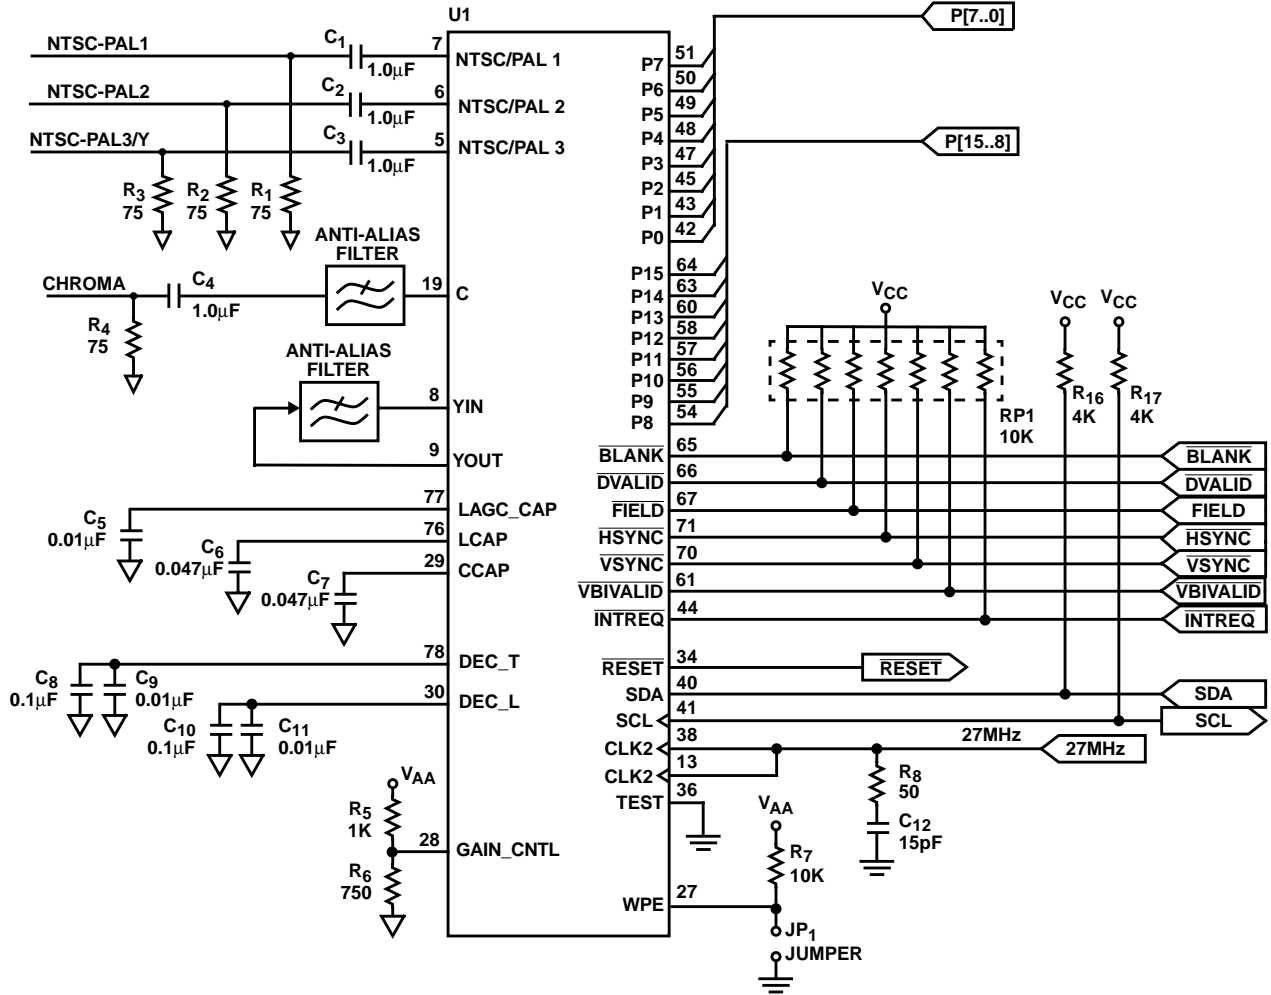 U1
P[7..0]
NTSC-PAL1
C1
1.0µF
7
NTSC/PAL 1
NTSC-PAL2
C2
1.0µF
6
NTSC/PAL 2
NTSC-PAL3/Y
C3
1.0µF
5
NTSC/PAL 3
R3
75
R2
75
R1
75
ANTI-ALIAS
FILTER
CHROMA
C4
1.0µF
19
C
R4
75
ANTI-ALIAS
FILTER
8
YIN
9
YOUT
77
LAGC_CAP
C5
0.01µF
76
LCAP
C6
0.047µF
29
CCAP
C7
0.047µF
78
DEC_T
C8
0.1µF
C9
0.01µF
30
DEC_L
C10
0.1µF
C11
0.01µF
VAA
R5
1K
28
GAIN_CNTL
R6
750
P7
51
P6
50
P5
49
P4
48
P3
47
P2
45
P1
43
P0
42
P[15..8]
P15
64
P14
63
P13
60
P12
58
P11
57
P10
56
P9
55
P8
54
VCC
VCC
VCC
RP1
10K
R16
4K
R17
4K
BLANK
65
BLANK
DVALID
66
DVALID
FIELD
67
FIELD
HSYNC
71
HSYNC
VSYNC
70
VSYNC
VBIVALID
61
VBIVALID
INTREQ
44
INTREQ
RESET
34
RESET
SDA
40
SDA
SCL
41
SCL
CLK2
38
27MHz
27MHz
CLK2
13
TEST
36
R8
50
C12
15pF
VAA
R7
10K
WPE
27
JP1
JUMPER